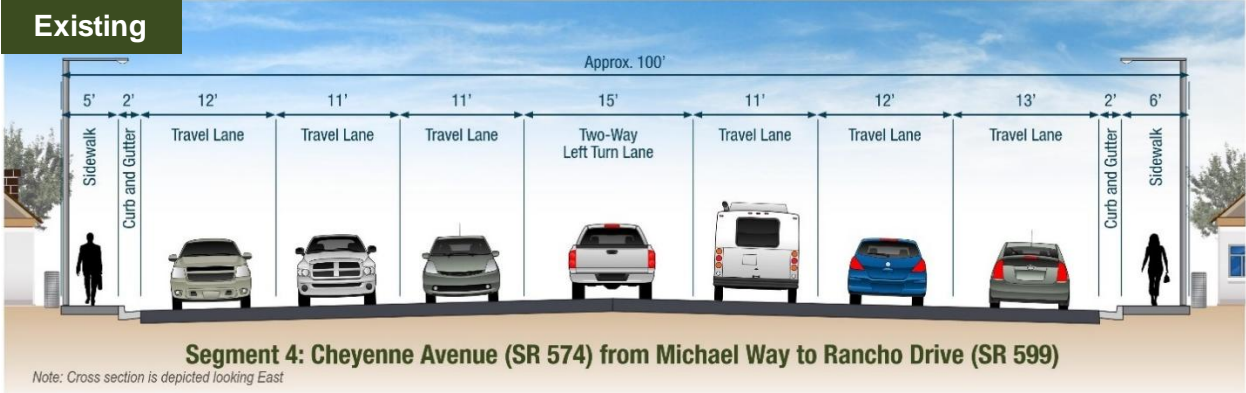 Existing
Approx. 100'
5'
2'
12'
11'
11'
15'
11'
12'
13'
2'
6'
Sidewalk
Curb and Gutter
Travel Lane
Travel Lane
Travel Lane
Two-Way
Left Turn Lane
Travel Lane
Travel Lane
Travel Lane
Curb and Gutter
Sidewalk
Segment 4: Cheyenne Avenue (SR 574) from Michael Way to Rancho Drive (SR 599)
Note: Cross section is depicted looking East